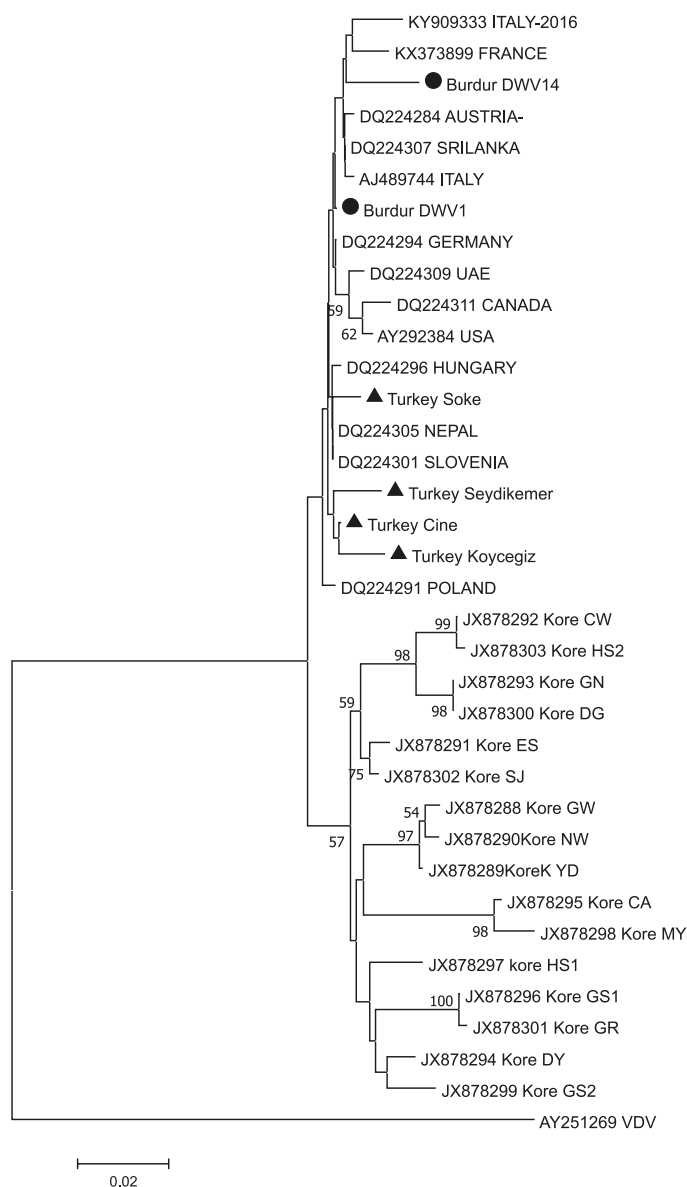 KY909333 ITALY-2016
KX373899 FRANCE
Burdur DWV14
DQ224284 AUSTRIA-
DQ224307 SRILANKA
AJ489744 ITALY
Burdur DWV1
DQ224294 GERMANY
DQ224309 UAE
DQ224311 CANADA
59
62
AY292384 USA
DQ224296 HUNGARY
Turkey Soke
DQ224305 NEPAL
DQ224301 SLOVENIA
Turkey Seydikemer
Turkey Cine
Turkey Koycegiz
DQ224291 POLAND
99
JX878292 Kore CW
98
JX878303 Kore HS2
JX878293 Kore GN
98
JX878300 Kore DG
59
JX878291 Kore ES
75
JX878302 Kore SJ
54
JX878288 Kore GW
97
JX878290Kore NW
57
JX878289KoreK YD
JX878295 Kore CA
98
JX878298 Kore MY
JX878297 kore HS1
100
JX878296 Kore GS1
JX878301 Kore GR
JX878294 Kore DY
JX878299 Kore GS2
AY251269 VDV
0.02